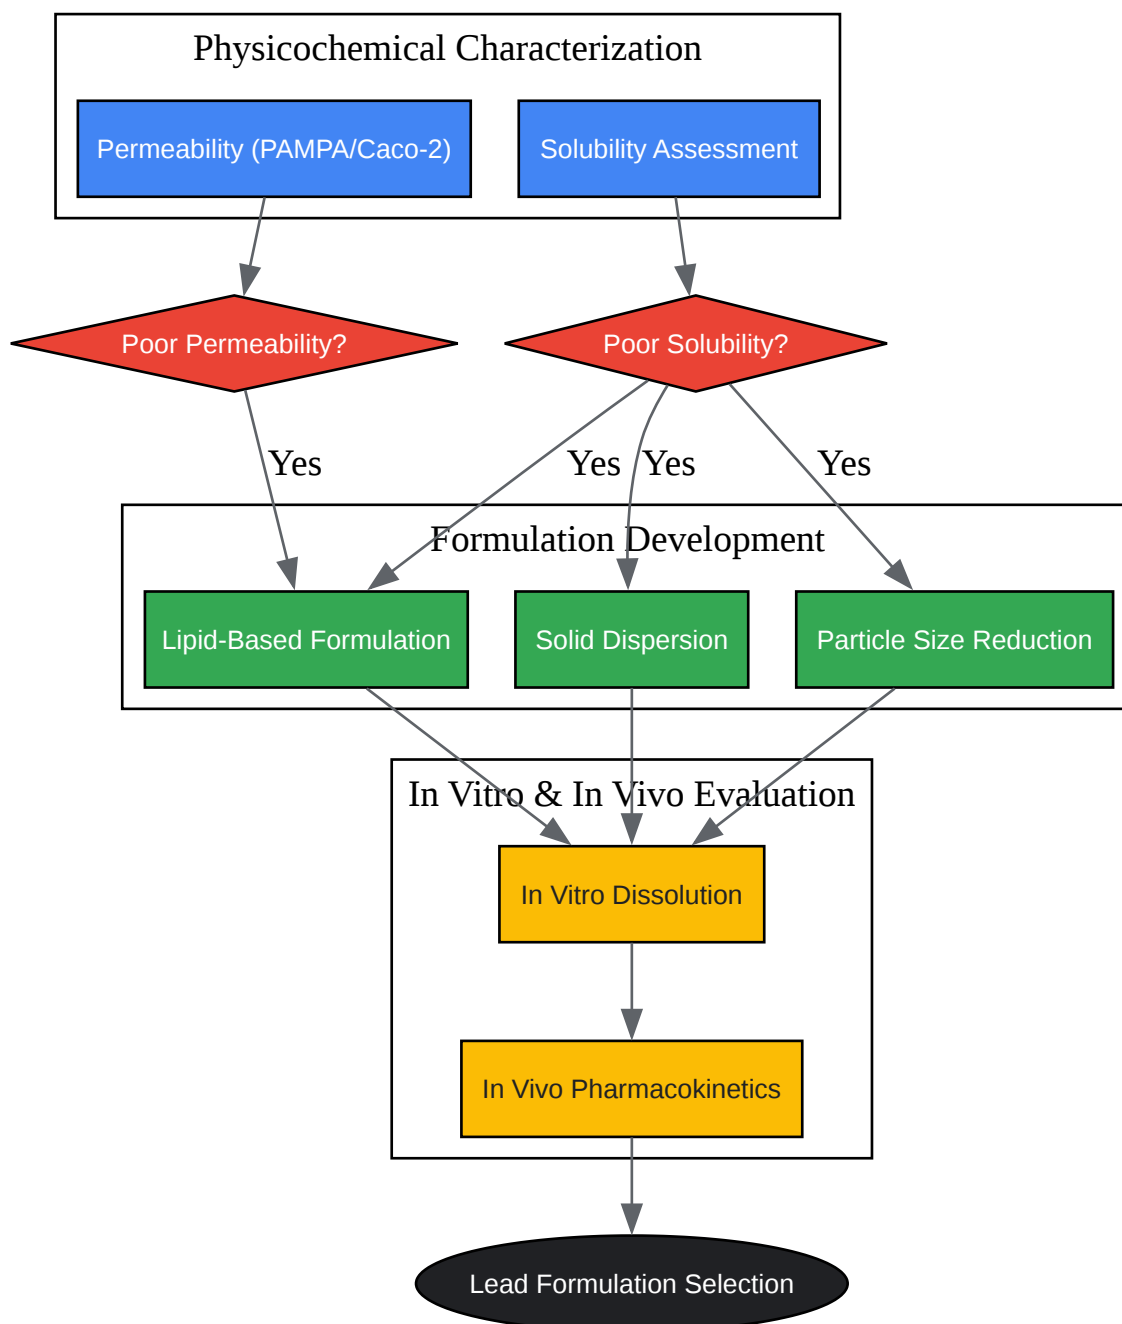 Physicochemical Characterization
Permeability (PAMPA/Caco-2)
Solubility Assessment
Poor Permeability?
Poor Solubility?
Yes
Yes
Yes
Yes
Formulation Development
Lipid-Based Formulation
Solid Dispersion
Particle Size Reduction
In Vitro & In Vivo Evaluation
In Vitro Dissolution
In Vivo Pharmacokinetics
Lead Formulation Selection